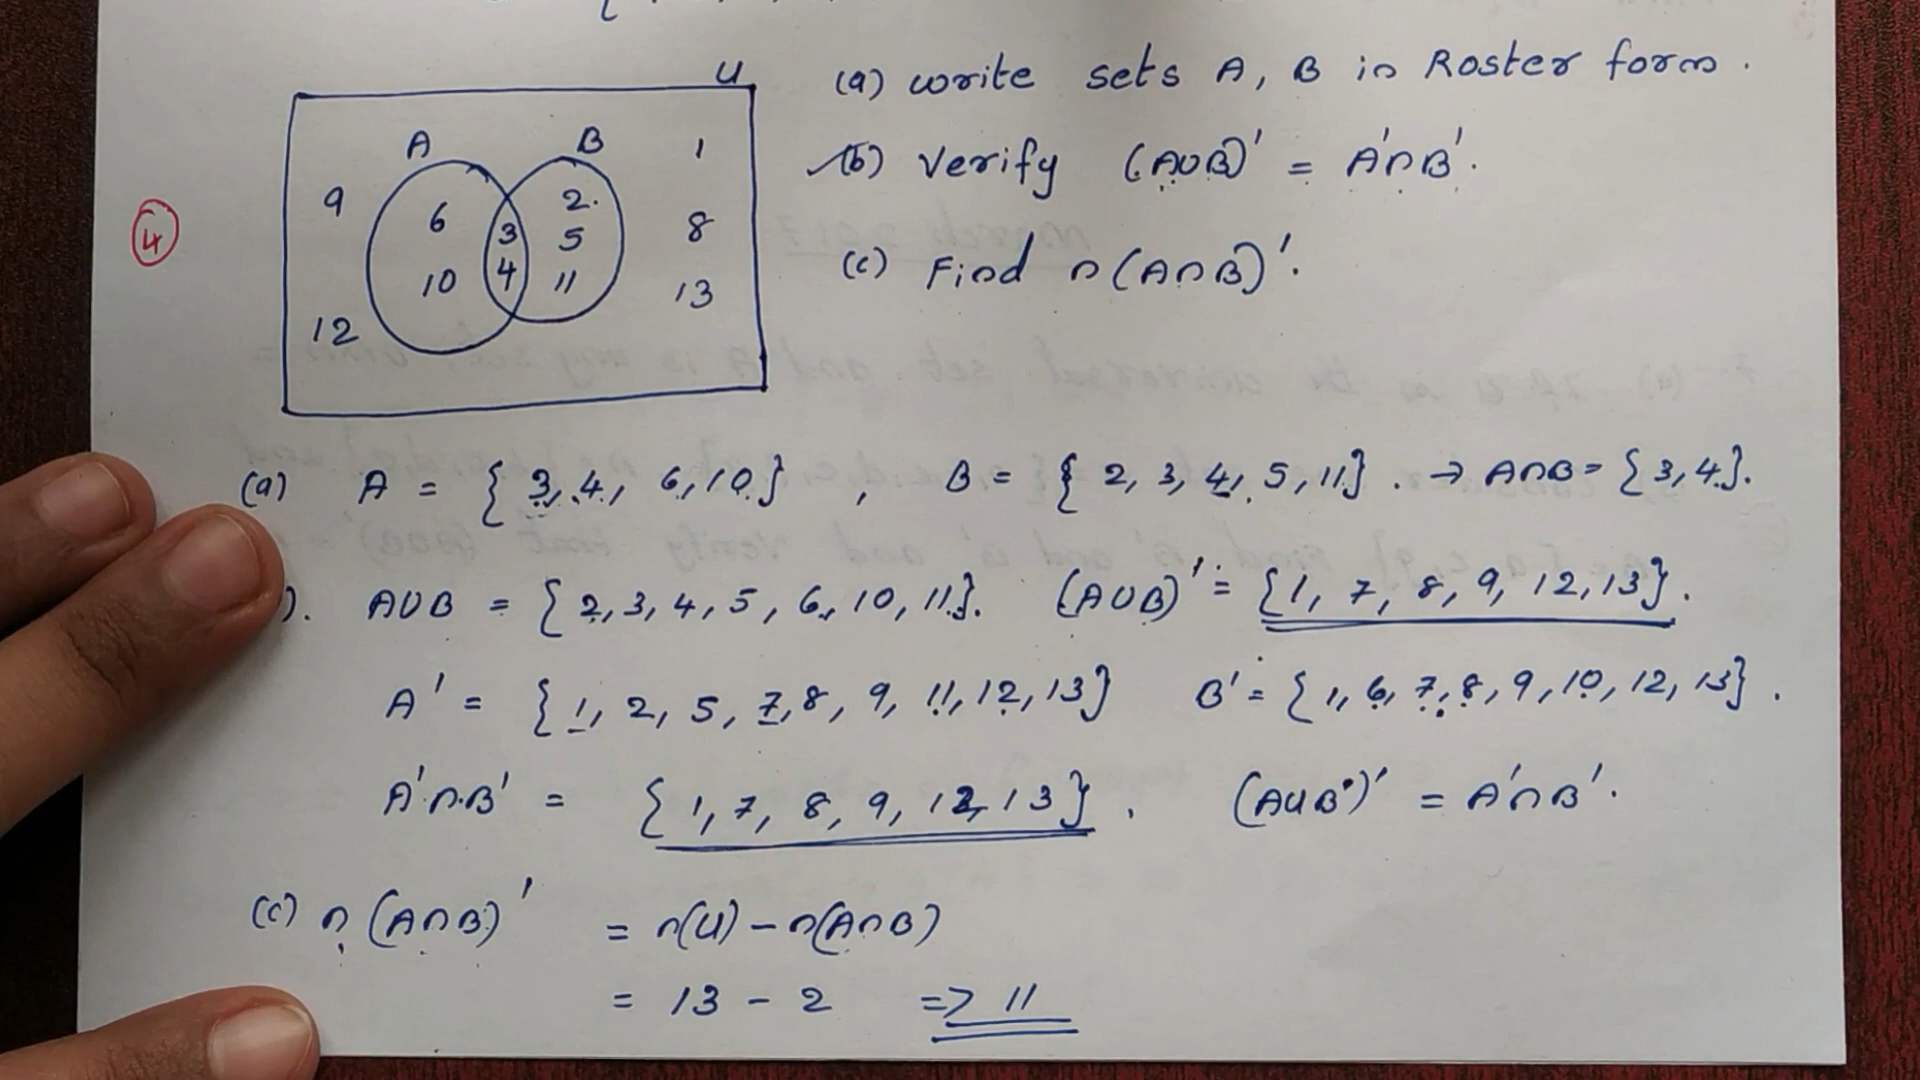 U
(a) write sets A, B in Roster form.
A B 1
(b) Verify (A∪B)' = A'∩B'.
9 6 3 2. 8
④ 5
10 4 11 13
(c) Find n(A∩B)'.
12
(a) A = {3, 4, 6, 10}, B = {2, 3, 4, 5, 11}. → A∩B = {3, 4}.
). A∪B = {2, 3, 4, 5, 6, 10, 11}. (A∪B)' = {1, 7, 8, 9, 12, 13}.
A' = {1, 2, 5, 7, 8, 9, 11, 12, 13} B' = {1, 6, 7, 8, 9, 10, 12, 13}.
A'∩B' = {1, 7, 8, 9, 12, 13}. (A∪B)' = A'∩B'.
(c) n(A∩B)' = n(U) - n(A∩B)
= 13 - 2 => 11